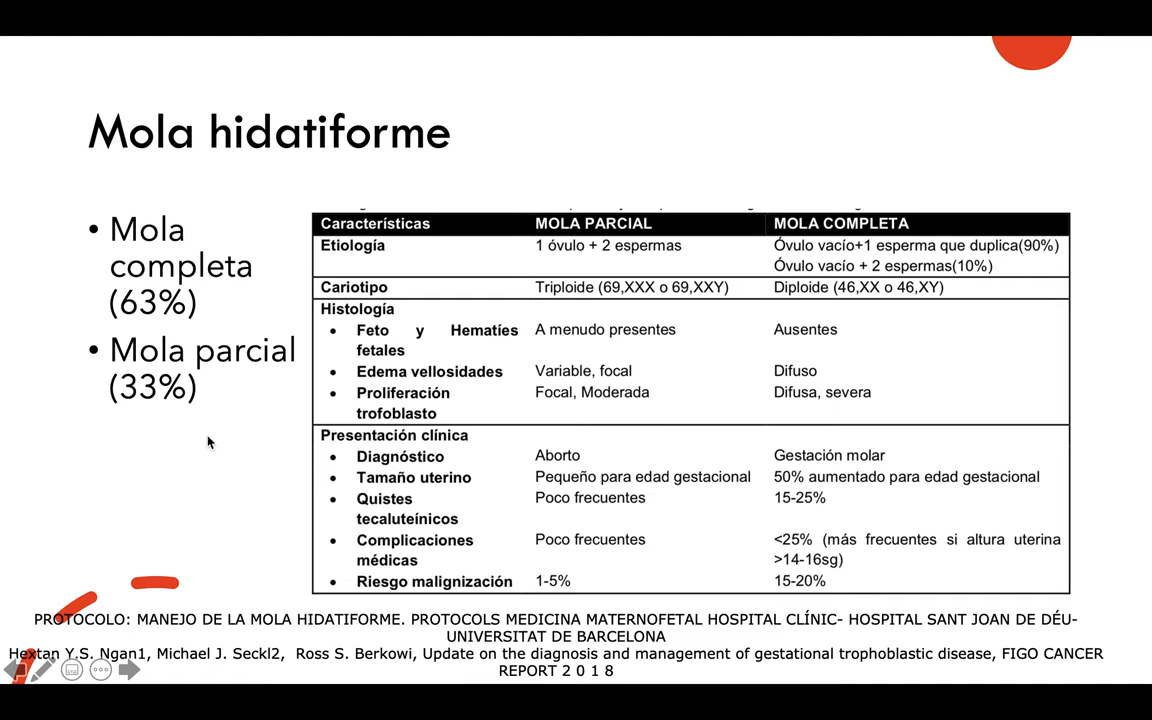 Mola hidatiforme
• Mola
completa
(63%)
• Mola parcial
(33%)
Características MOLA PARCIAL MOLA COMPLETA
Etiología 1 óvulo + 2 espermas Óvulo vacío+1 esperma que duplica(90%)
Óvulo vacío + 2 espermas(10%)
Cariotipo Triploide (69,XXX o 69,XXY) Diploide (46,XX o 46,XY)
Histología
• Feto y Hematíes A menudo presentes Ausentes
fetales
• Edema vellosidades Variable, focal Difuso
• Proliferación Focal, Moderada Difusa, severa
trofoblasto
Presentación clínica
• Diagnóstico Aborto Gestación molar
• Tamaño uterino Pequeño para edad gestacional 50% aumentado para edad gestacional
• Quistes Poco frecuentes 15-25%
tecaluteínicos
• Complicaciones Poco frecuentes <25% (más frecuentes si altura uterina
médicas >14-16sg)
• Riesgo malignización 1-5% 15-20%
PROTOCOLO: MANEJO DE LA MOLA HIDATIFORME. PROTOCOLS MEDICINA MATERNOFETAL HOSPITAL CLÍNIC- HOSPITAL SANT JOAN DE DÉU-
UNIVERSITAT DE BARCELONA
Hextan Y.S. Ngan1, Michael J. Seckl2, Ross S. Berkowi, Update on the diagnosis and management of gestational trophoblastic disease, FIGO CANCER
REPORT 2 0 1 8